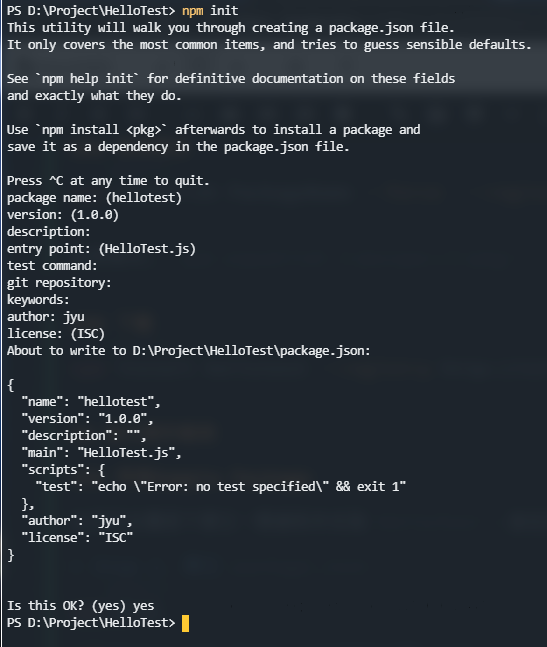 PS D:\Project\HelloTest> npm init
This utility will walk you through creating a package.json file.
It only covers the most common items, and tries to guess sensible defaults.
See `npm help init` for definitive documentation on these fields
and exactly what they do.
Use `npm install <pkg>` afterwards to install a package and
save it as a dependency in the package.json file.
Press ^C at any time to quit.
package name: (hellotest)
version: (1.0.0)
description:
entry point: (HelloTest.js)
test command:
git repository:
keywords:
author: jyu
license: (ISC)
About to write to D:\Project\HelloTest\package.json:
{
  "name": "hellotest",
  "version": "1.0.0",
  "description": "",
  "main": "HelloTest.js",
  "scripts": {
    "test": "echo \"Error: no test specified\" && exit 1"
  },
  "author": "jyu",
  "license": "ISC"
}
Is this OK? (yes) yes
PS D:\Project\HelloTest>